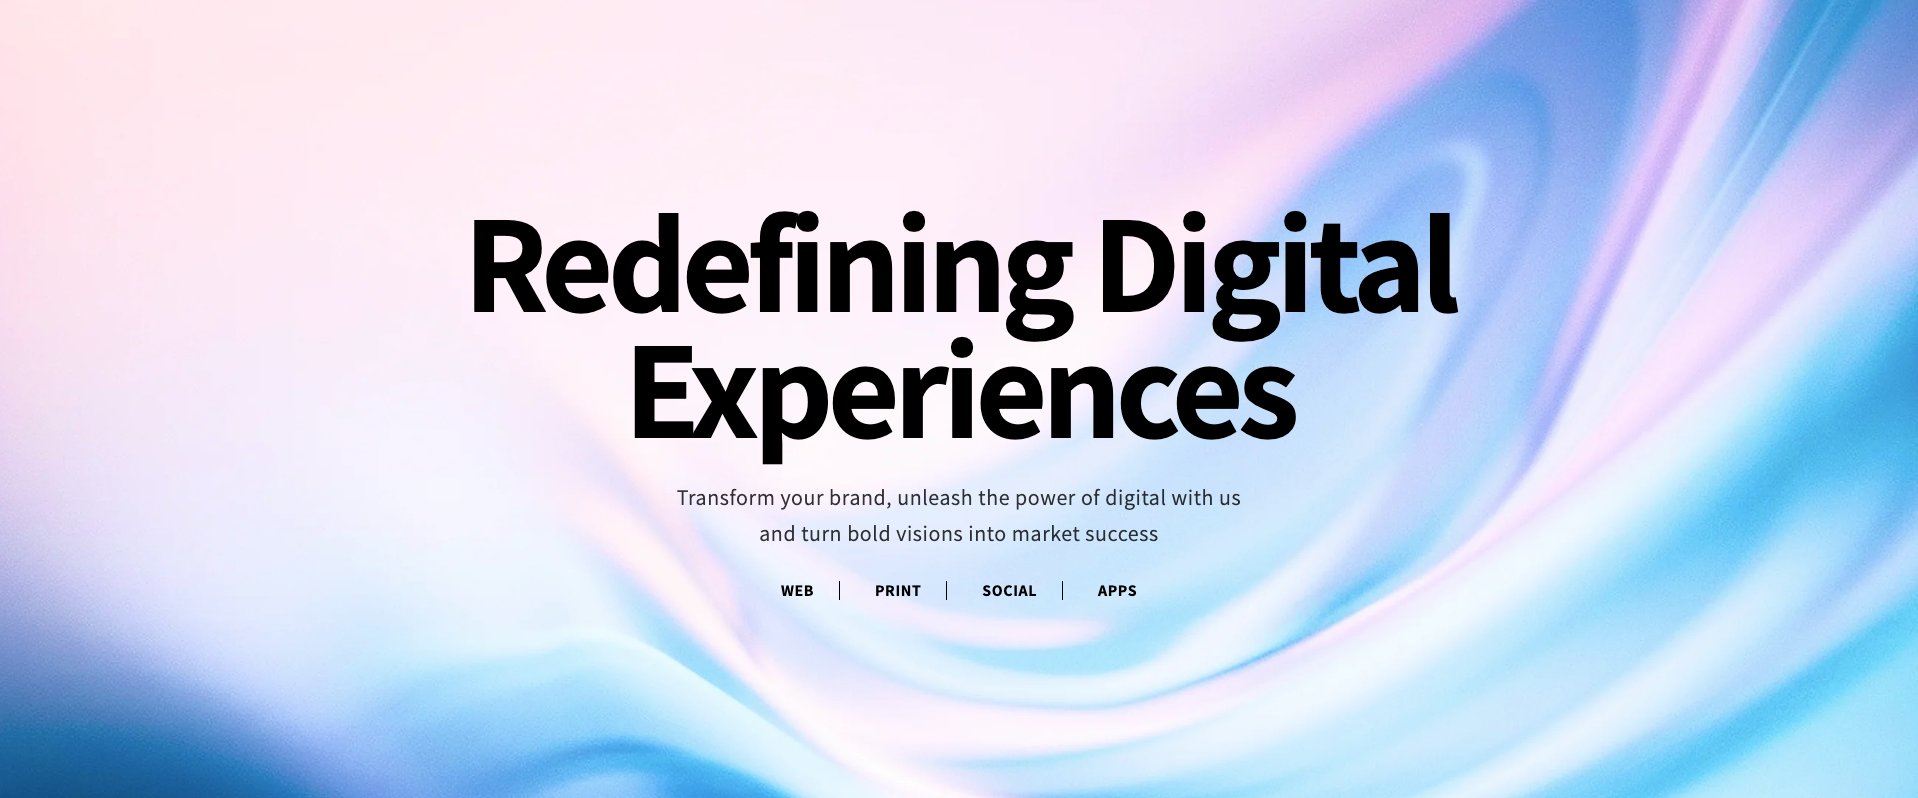 Redefining Digital
Experiences
Transform your brand, unleash the power of digital with us
and turn bold visions into market success
WEB | PRINT | SOCIAL | APPS